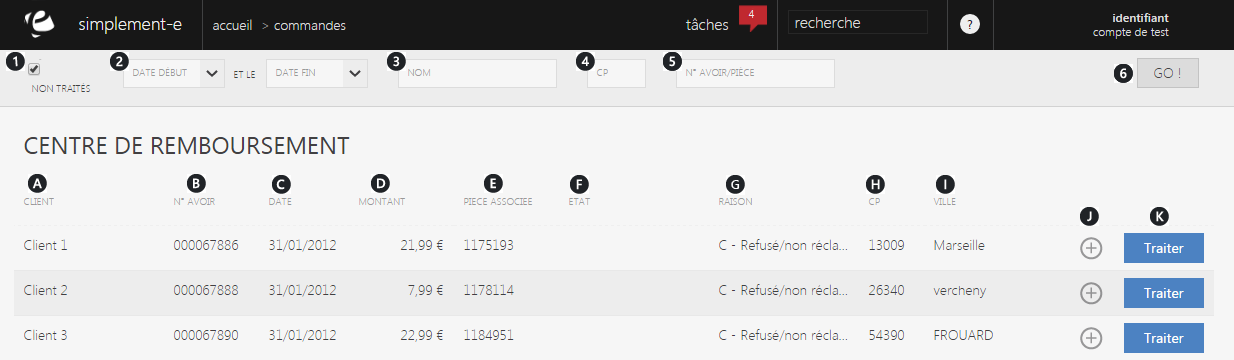 simplement-e accueil > commandes tâches 4 recherche ? identifiant
compte de test
1 2 DATE DÉBUT ET LE DATE FIN 3 NOM 4 CP 5 N° AVOIR/PIÈCE 6 GO !
NON TRAITÉS
CENTRE DE REMBOURSEMENT
A B C D E F G H I
CLIENT N° AVOIR DATE MONTANT PIECE ASSOCIEE ETAT RAISON CP VILLE
J K
Client 1 000067886 31/01/2012 21,99 € 1175193 C - Refusé/non récla... 13009 Marseille Traiter
Client 2 000067888 31/01/2012 7,99 € 1178114 C - Refusé/non récla... 26340 vercheny Traiter
Client 3 000067890 31/01/2012 22,99 € 1184951 C - Refusé/non récla... 54390 FROUARD Traiter